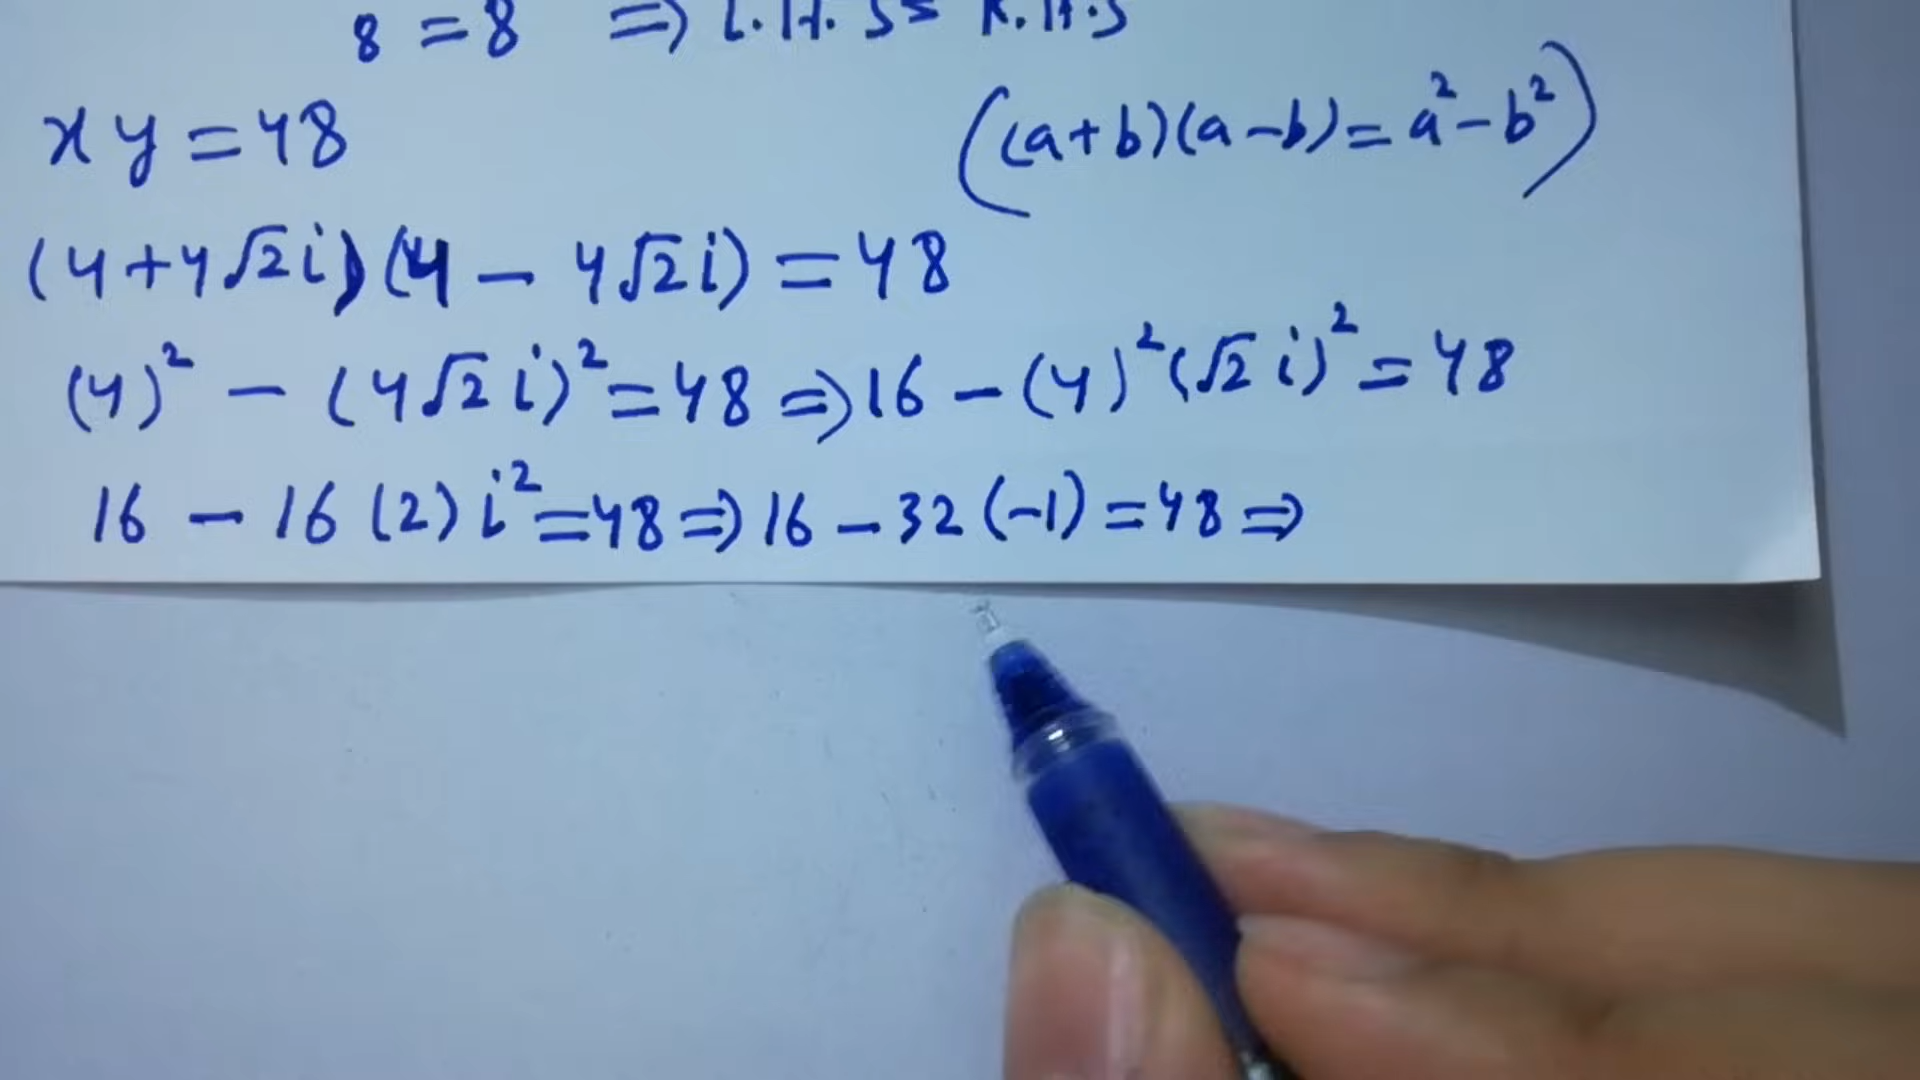 8 = 8 ⇒ L.H.S = R.H.S
xy = 48
((a+b)(a-b) = a² - b²)
(4+4√2i)(4 - 4√2i) = 48
(4)² - (4√2i)² = 48 ⇒ 16 - (4)²(√2i)² = 48
16 - 16(2)i² = 48 ⇒ 16 - 32(-1) = 48 ⇒